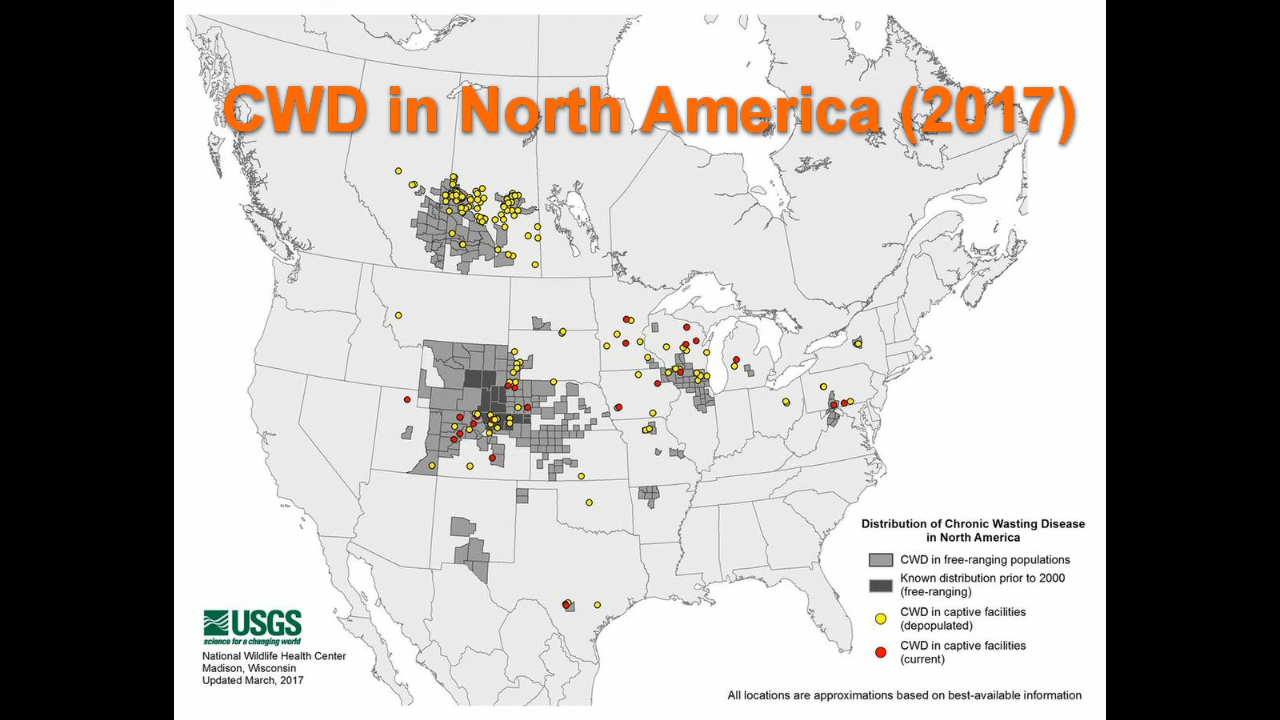 CWD in North America (2017)
Distribution of Chronic Wasting Disease
in North America
CWD in free-ranging populations
Known distribution prior to 2000
(free-ranging)
CWD in captive facilities
(depopulated)
CWD in captive facilities
(current)
USGS
science for a changing world
National Wildlife Health Center
Madison, Wisconsin
Updated March, 2017
All locations are approximations based on best-available information